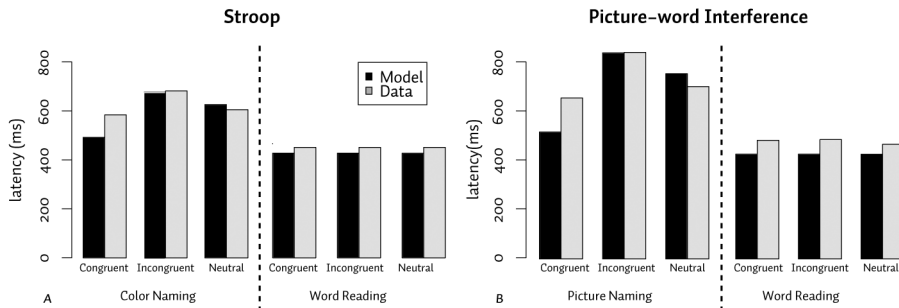 Stroop
Picture–word Interference
latency (ms)
0
200
400
600
800
Model
Data
Congruent Incongruent Neutral Congruent Incongruent Neutral
A Color Naming Word Reading
latency(ms)
0
200
400
600
800
Congruent Incongruent Neutral Congruent Incongruent Neutral
B Picture Naming Word Reading